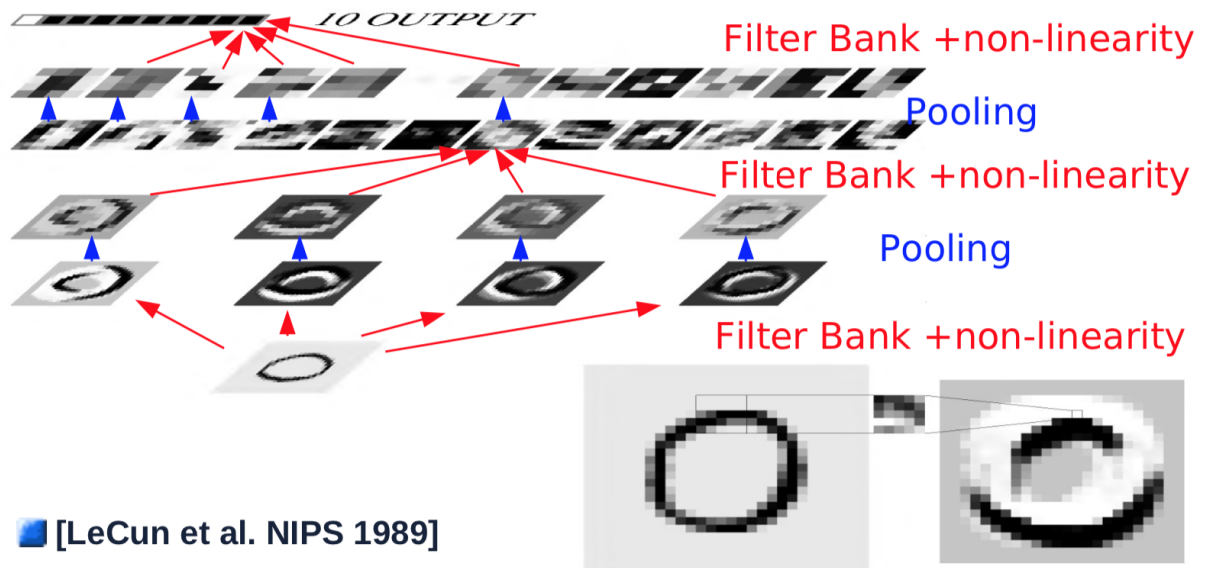 10 OUTPUT
Filter Bank +non-linearity
Pooling
Filter Bank +non-linearity
Pooling
Filter Bank +non-linearity
[LeCun et al. NIPS 1989]